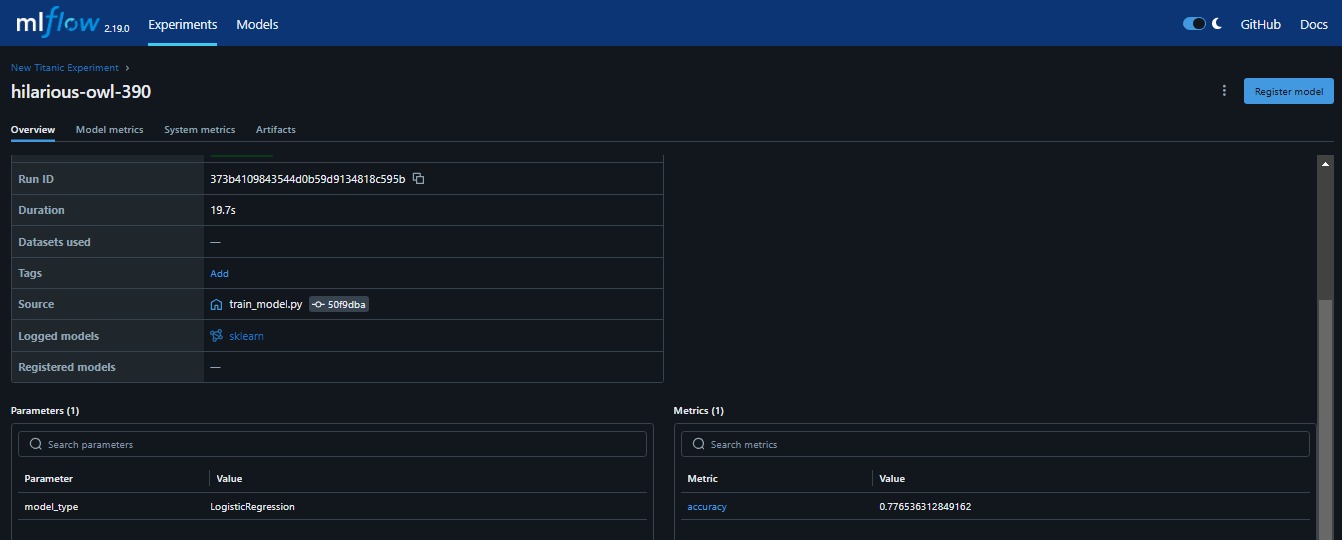 mlflow 2.19.0 Experiments Models GitHub Docs
New Titanic Experiment ›
hilarious-owl-390
Register model
Overview Model metrics System metrics Artifacts
Run ID 373b4109843544d0b59d9134818c595b
Duration 19.7s
Datasets used —
Tags Add
Source train_model.py 50f9dba
Logged models sklearn
Registered models —
Parameters (1) Metrics (1)
Search parameters Search metrics
Parameter Value Metric Value
model_type LogisticRegression accuracy 0.776536312849162